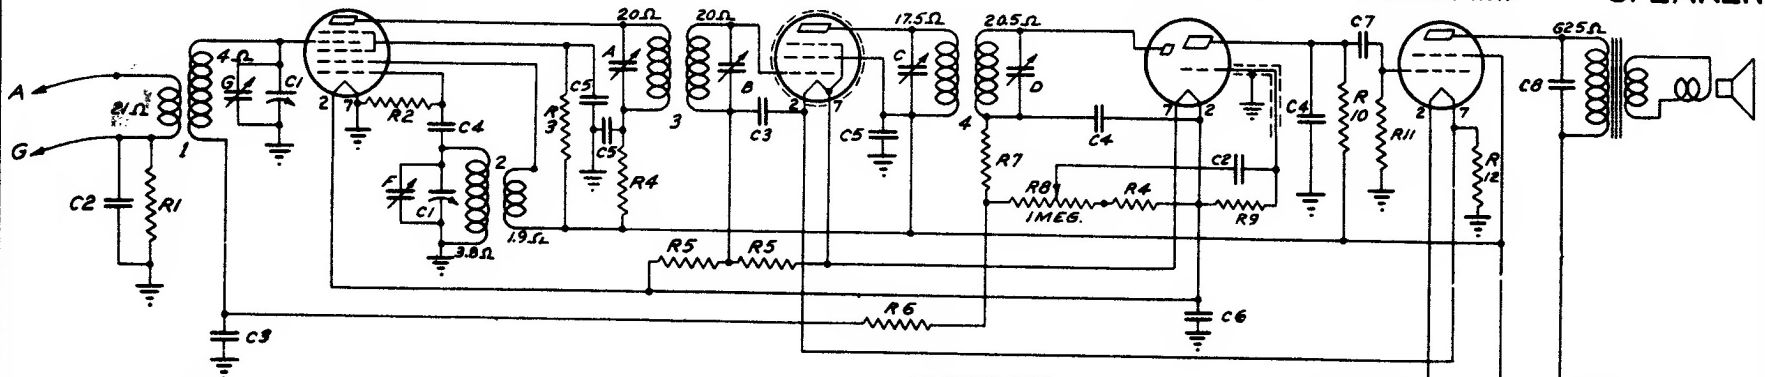 SPEAKER
20Ω 20Ω 17.5Ω 20.5Ω C7 625Ω
4Ω
A G C1 A B C D C8
21Ω
C5
G
2 7 R2 R3 C3 2 7 C5 7 2 C4 R10 R11 2 7
1 C4 C5 3 4 C4
C2 R1 F C1 2 R4 R7 C2 R12
R8 R4 R9
1MEG.
3.8Ω 1.9Ω
R5 R5
R6 C6
C3